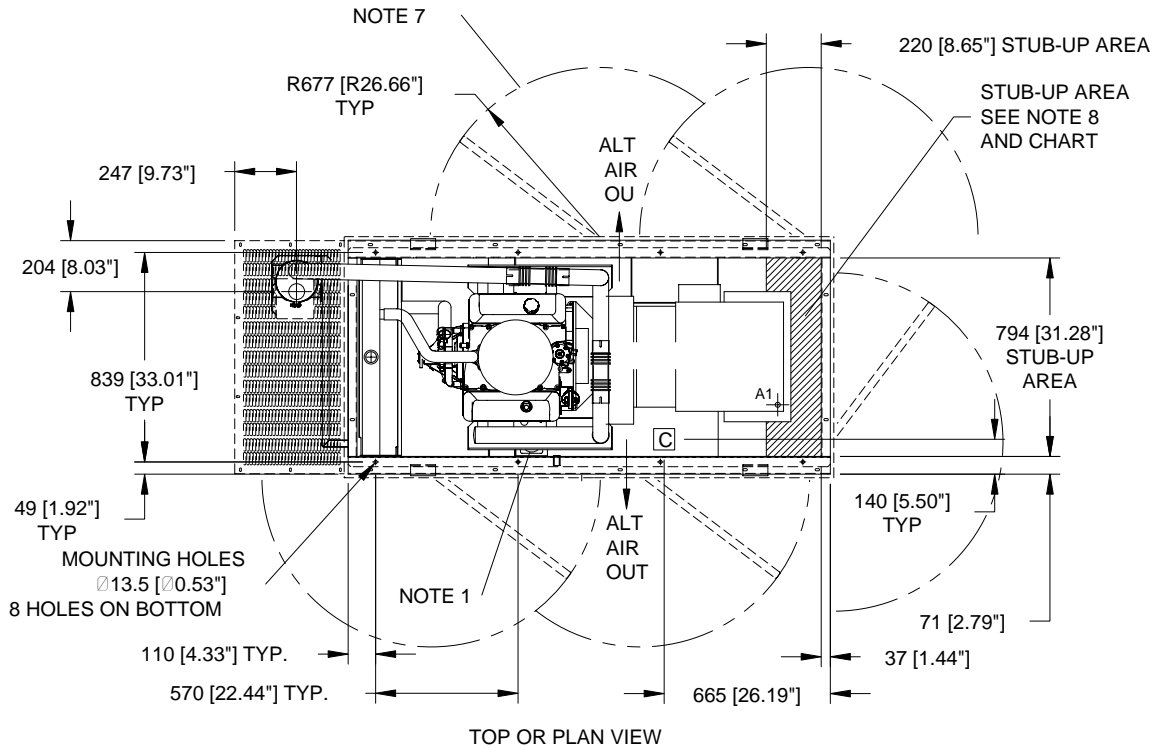 NOTE 7
220 [8.65"] STUB-UP AREA
R677 [R26.66"]
TYP
STUB-UP AREA
SEE NOTE 8
AND CHART
ALT
AIR
OU
247 [9.73"]
204 [8.03"]
839 [33.01"]
TYP
794 [31.28"]
STUB-UP
AREA
A1
C
49 [1.92"]
TYP
140 [5.50"]
TYP
ALT
AIR
OUT
MOUNTING HOLES
⌀13.5 [⌀0.53"]
8 HOLES ON BOTTOM
NOTE 1
71 [2.79"]
110 [4.33"] TYP.
37 [1.44"]
570 [22.44"] TYP.
665 [26.19"]
TOP OR PLAN VIEW